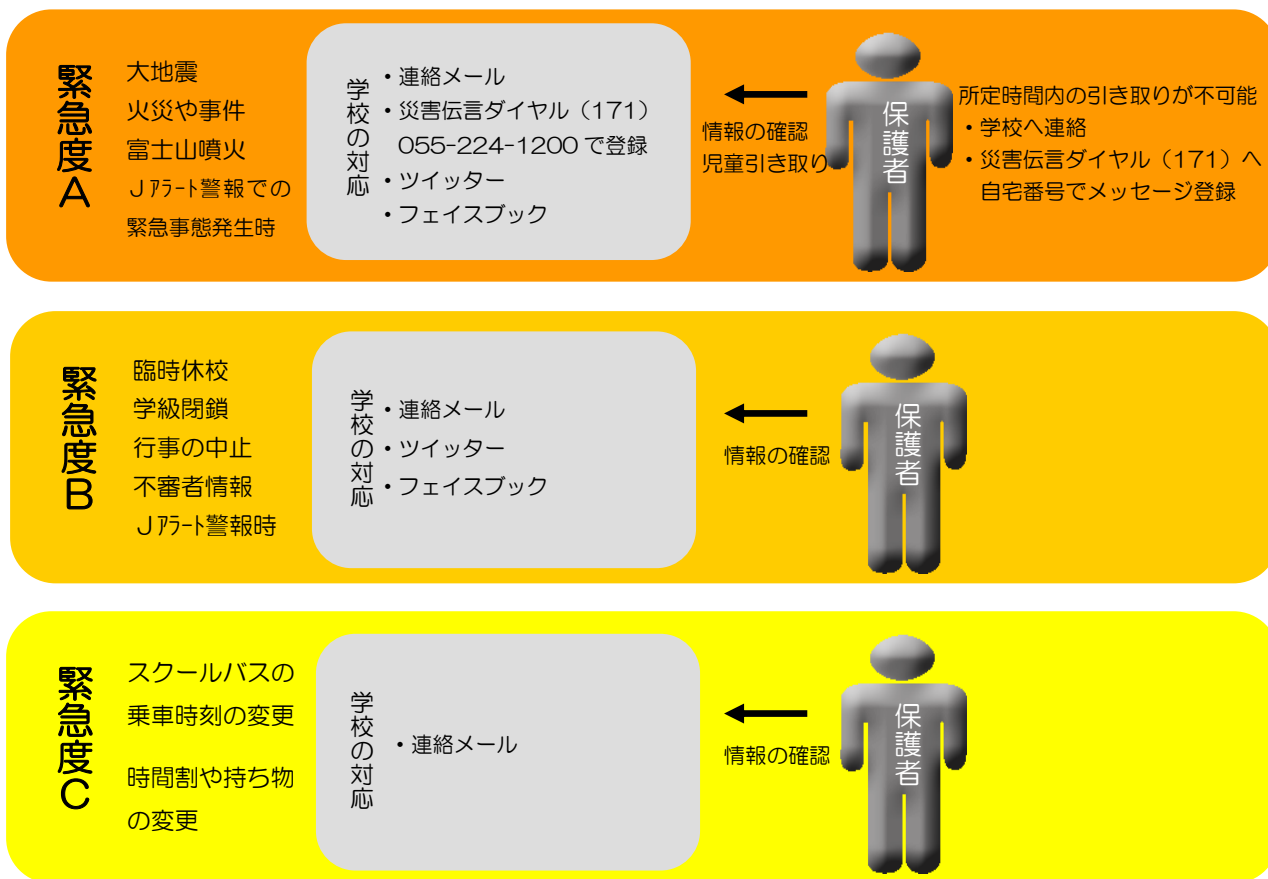 緊急度A
大地震
火災や事件
富士山噴火
Ｊｱﾗｰﾄ警報での
緊急事態発生時
学校の対応
・連絡メール
・災害伝言ダイヤル（171）
055-224-1200で登録
・ツイッター
・フェイスブック
情報の確認
児童引き取り
保護者
所定時間内の引き取りが不可能
・学校へ連絡
・災害伝言ダイヤル（171）へ
自宅番号でメッセージ登録
緊急度B
臨時休校
学級閉鎖
行事の中止
不審者情報
Ｊｱﾗｰﾄ警報時
学校の対応
・連絡メール
・ツイッター
・フェイスブック
情報の確認
保護者
緊急度C
スクールバスの
乗車時刻の変更
時間割や持ち物
の変更
学校の対応
・連絡メール
情報の確認
保護者